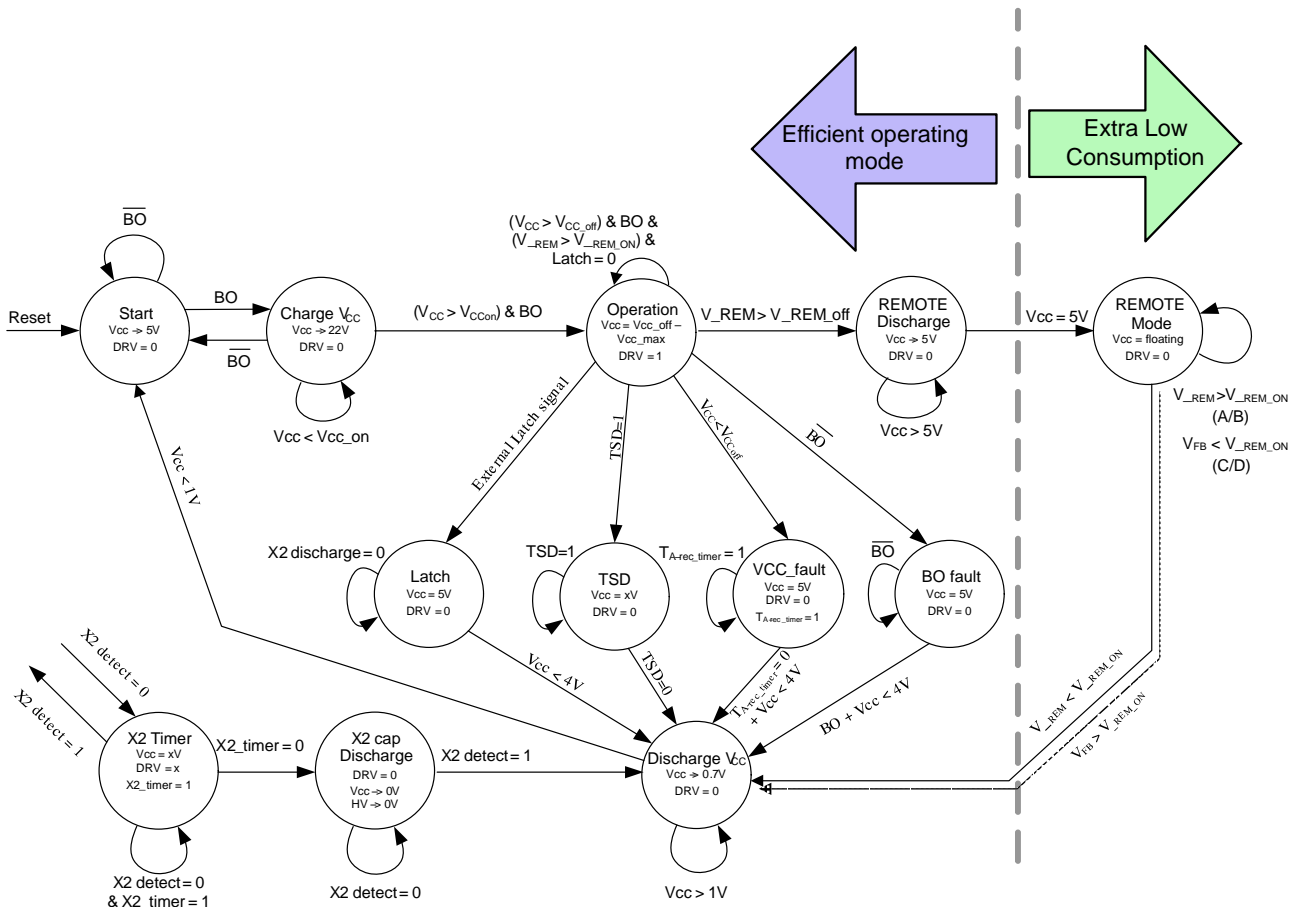 Efficient operating
mode
Extra Low
Consumption
BO
(VCC > VCC_off) & BO &
(V_REM > V_REM_ON) &
Latch = 0
Reset
Start
Vcc → 5V
DRV = 0
BO
BO
Charge VCC
Vcc → 22V
DRV = 0
Vcc < Vcc_on
(VCC > VCCon) & BO
Operation
Vcc = Vcc_off –
Vcc_max
DRV = 1
V_REM > V_REM_off
REMOTE
Discharge
Vcc → 5V
DRV = 0
Vcc > 5V
Vcc = 5V
REMOTE
Mode
Vcc = floating
DRV = 0
V_REM > V_REM_ON
(A/B)
VFB < V_REM_ON
(C/D)
External Latch signal
TSD=1
VCC < VCCoff
BO
Vcc < 1V
X2 discharge = 0
Latch
Vcc = 5V
DRV = 0
TSD=1
TSD
Vcc = xV
DRV = 0
TA-rec_timer = 1
VCC_fault
Vcc = 5V
DRV = 0
TA-rec_timer = 1
BO
BO fault
Vcc = 5V
DRV = 0
Vcc < 4V
TSD=0
TA-rec_timer = 0
+ Vcc < 4V
BO + Vcc < 4V
V_REM < V_REM_ON
VFB > V_REM_ON
X2 detect = 0
X2 detect = 1
X2 Timer
Vcc = xV
DRV = x
X2_timer = 1
X2_timer = 0
X2 detect = 0
& X2_timer = 1
X2 cap
Discharge
DRV = 0
Vcc → 0V
HV → 0V
X2 detect = 0
X2 detect = 1
Discharge VCC
Vcc → 0.7V
DRV = 0
Vcc > 1V